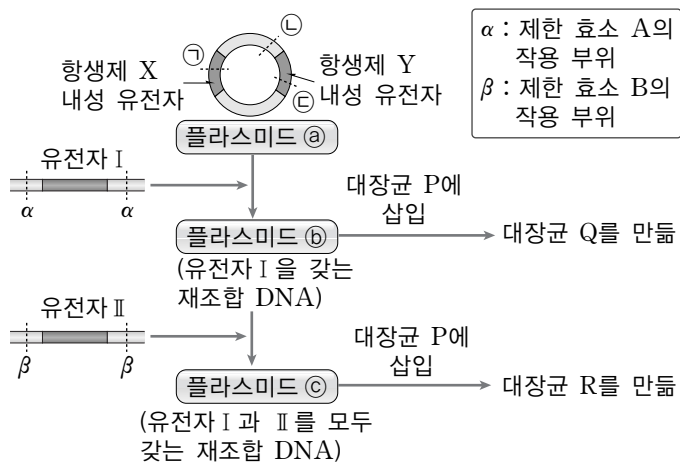 ㉠
㉡
㉢
항생제 X
내성 유전자
항생제 Y
내성 유전자
α : 제한 효소 A의
작용 부위
β : 제한 효소 B의
작용 부위
플라스미드 ⓐ
유전자 Ⅰ
α α
대장균 P에
삽입
플라스미드 ⓑ
대장균 Q를 만듦
(유전자 Ⅰ을 갖는
재조합 DNA)
유전자 Ⅱ
β β
대장균 P에
삽입
플라스미드 ⓒ
대장균 R를 만듦
(유전자 Ⅰ과 Ⅱ를 모두
갖는 재조합 DNA)